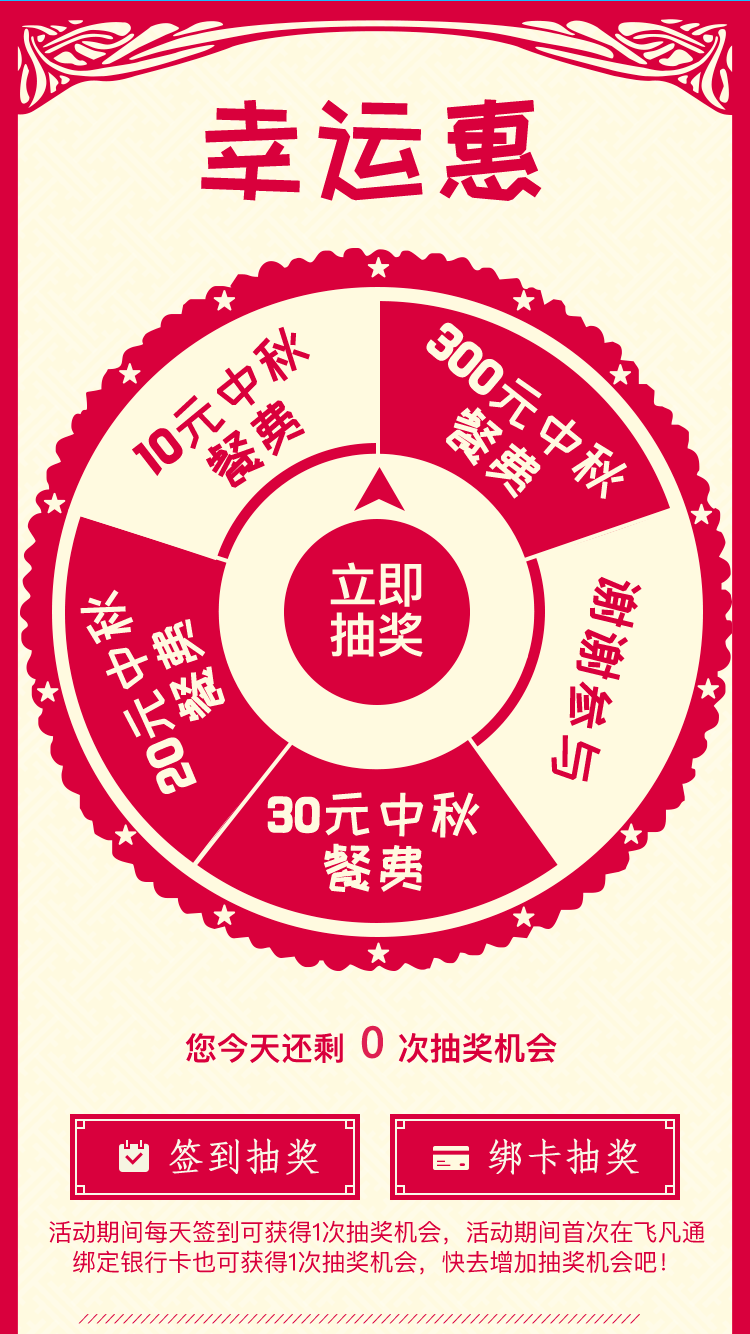 幸运惠
10元中秋
餐费
300元中秋
餐费
谢谢参与
30元中秋
餐费
20元中秋
餐费
立即
抽奖
您今天还剩 0 次抽奖机会
签到抽奖
绑卡抽奖
活动期间每天签到可获得1次抽奖机会，活动期间首次在飞凡通
绑定银行卡也可获得1次抽奖机会，快去增加抽奖机会吧！